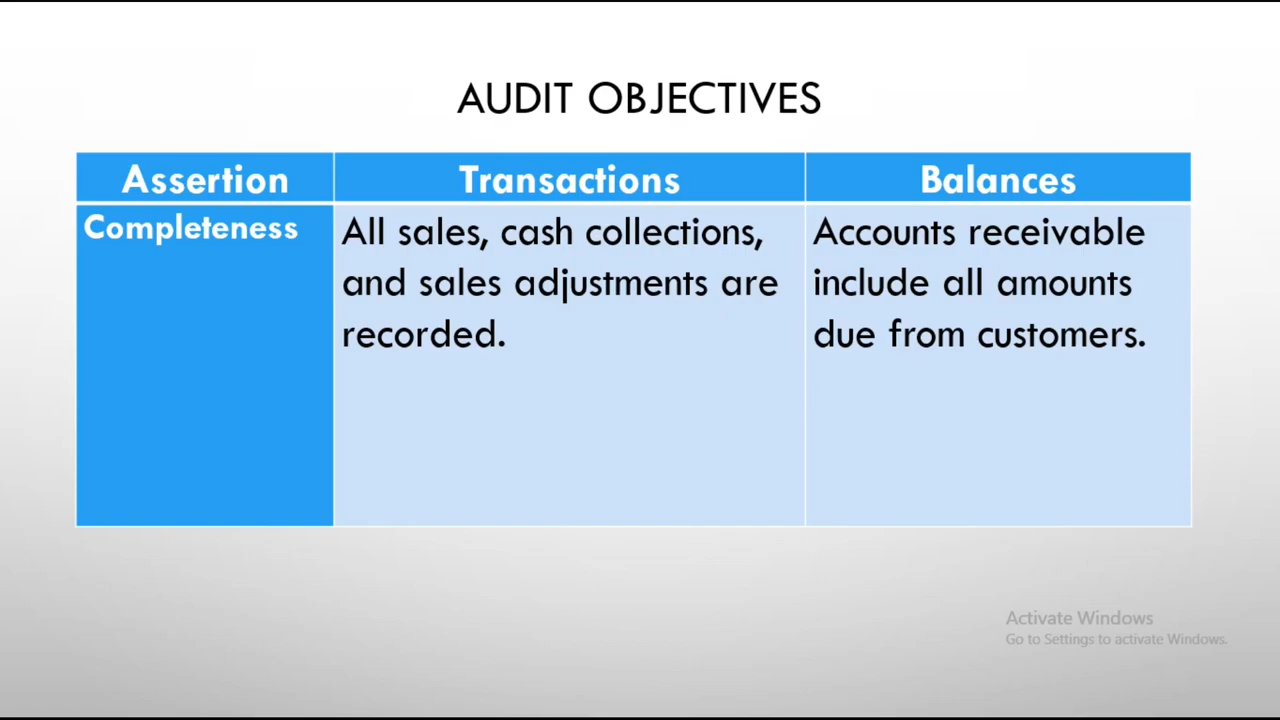 AUDIT OBJECTIVES
Assertion Transactions Balances
Completeness
All sales, cash collections,
and sales adjustments are
recorded.
Accounts receivable
include all amounts
due from customers.
Activate Windows
Go to Settings to activate Windows.